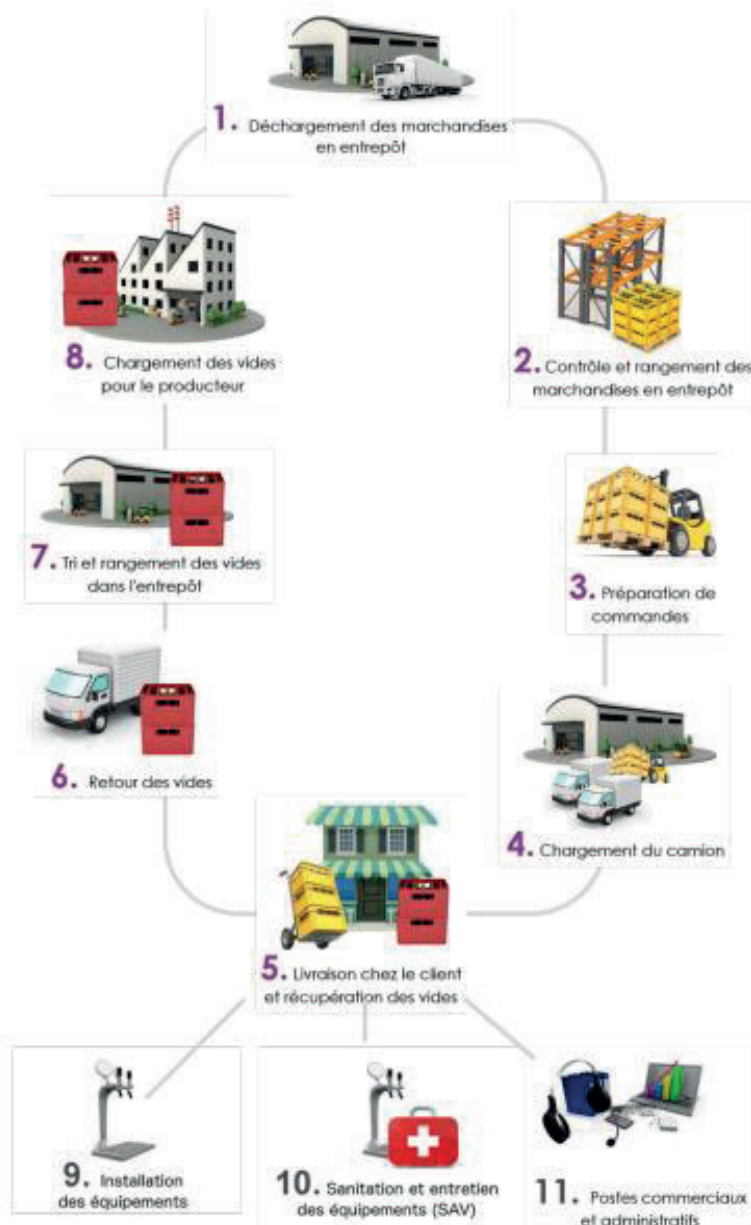 1. Déchargement des marchandises
en entrepôt
2. Contrôle et rangement des
marchandises en entrepôt
3. Préparation de
commandes
4. Chargement du camion
5. Livraison chez le client
et récupération des vides
6. Retour des vides
7. Tri et rangement des vides
dans l'entrepôt
8. Chargement des vides
pour le producteur
9. Installation
des équipements
10. Sanitation et entretien
des équipements (SAV)
11. Postes commerciaux
et administratifs